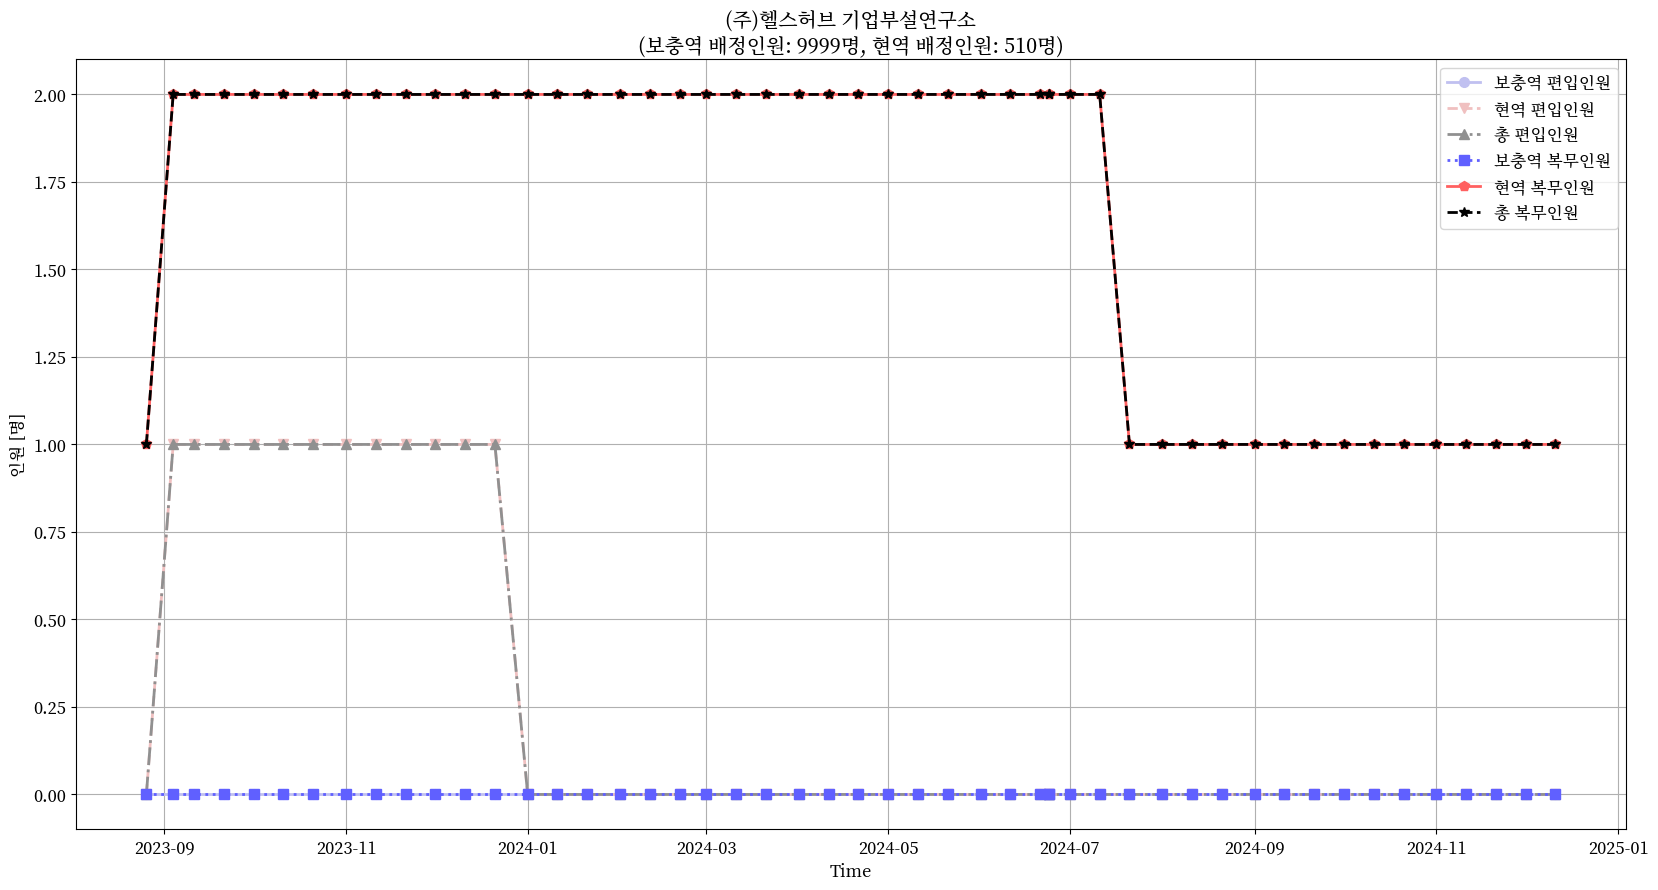 (주)헬스허브 기업부설연구소
(보충역 배정인원: 9999명, 현역 배정인원: 510명)
보충역 편입인원
현역 편입인원
총 편입인원
보충역 복무인원
현역 복무인원
총 복무인원
인원 [명]
2.00
1.75
1.50
1.25
1.00
0.75
0.50
0.25
0.00
2023-09 2023-11 2024-01 2024-03 2024-05 2024-07 2024-09 2024-11 2025-01
Time